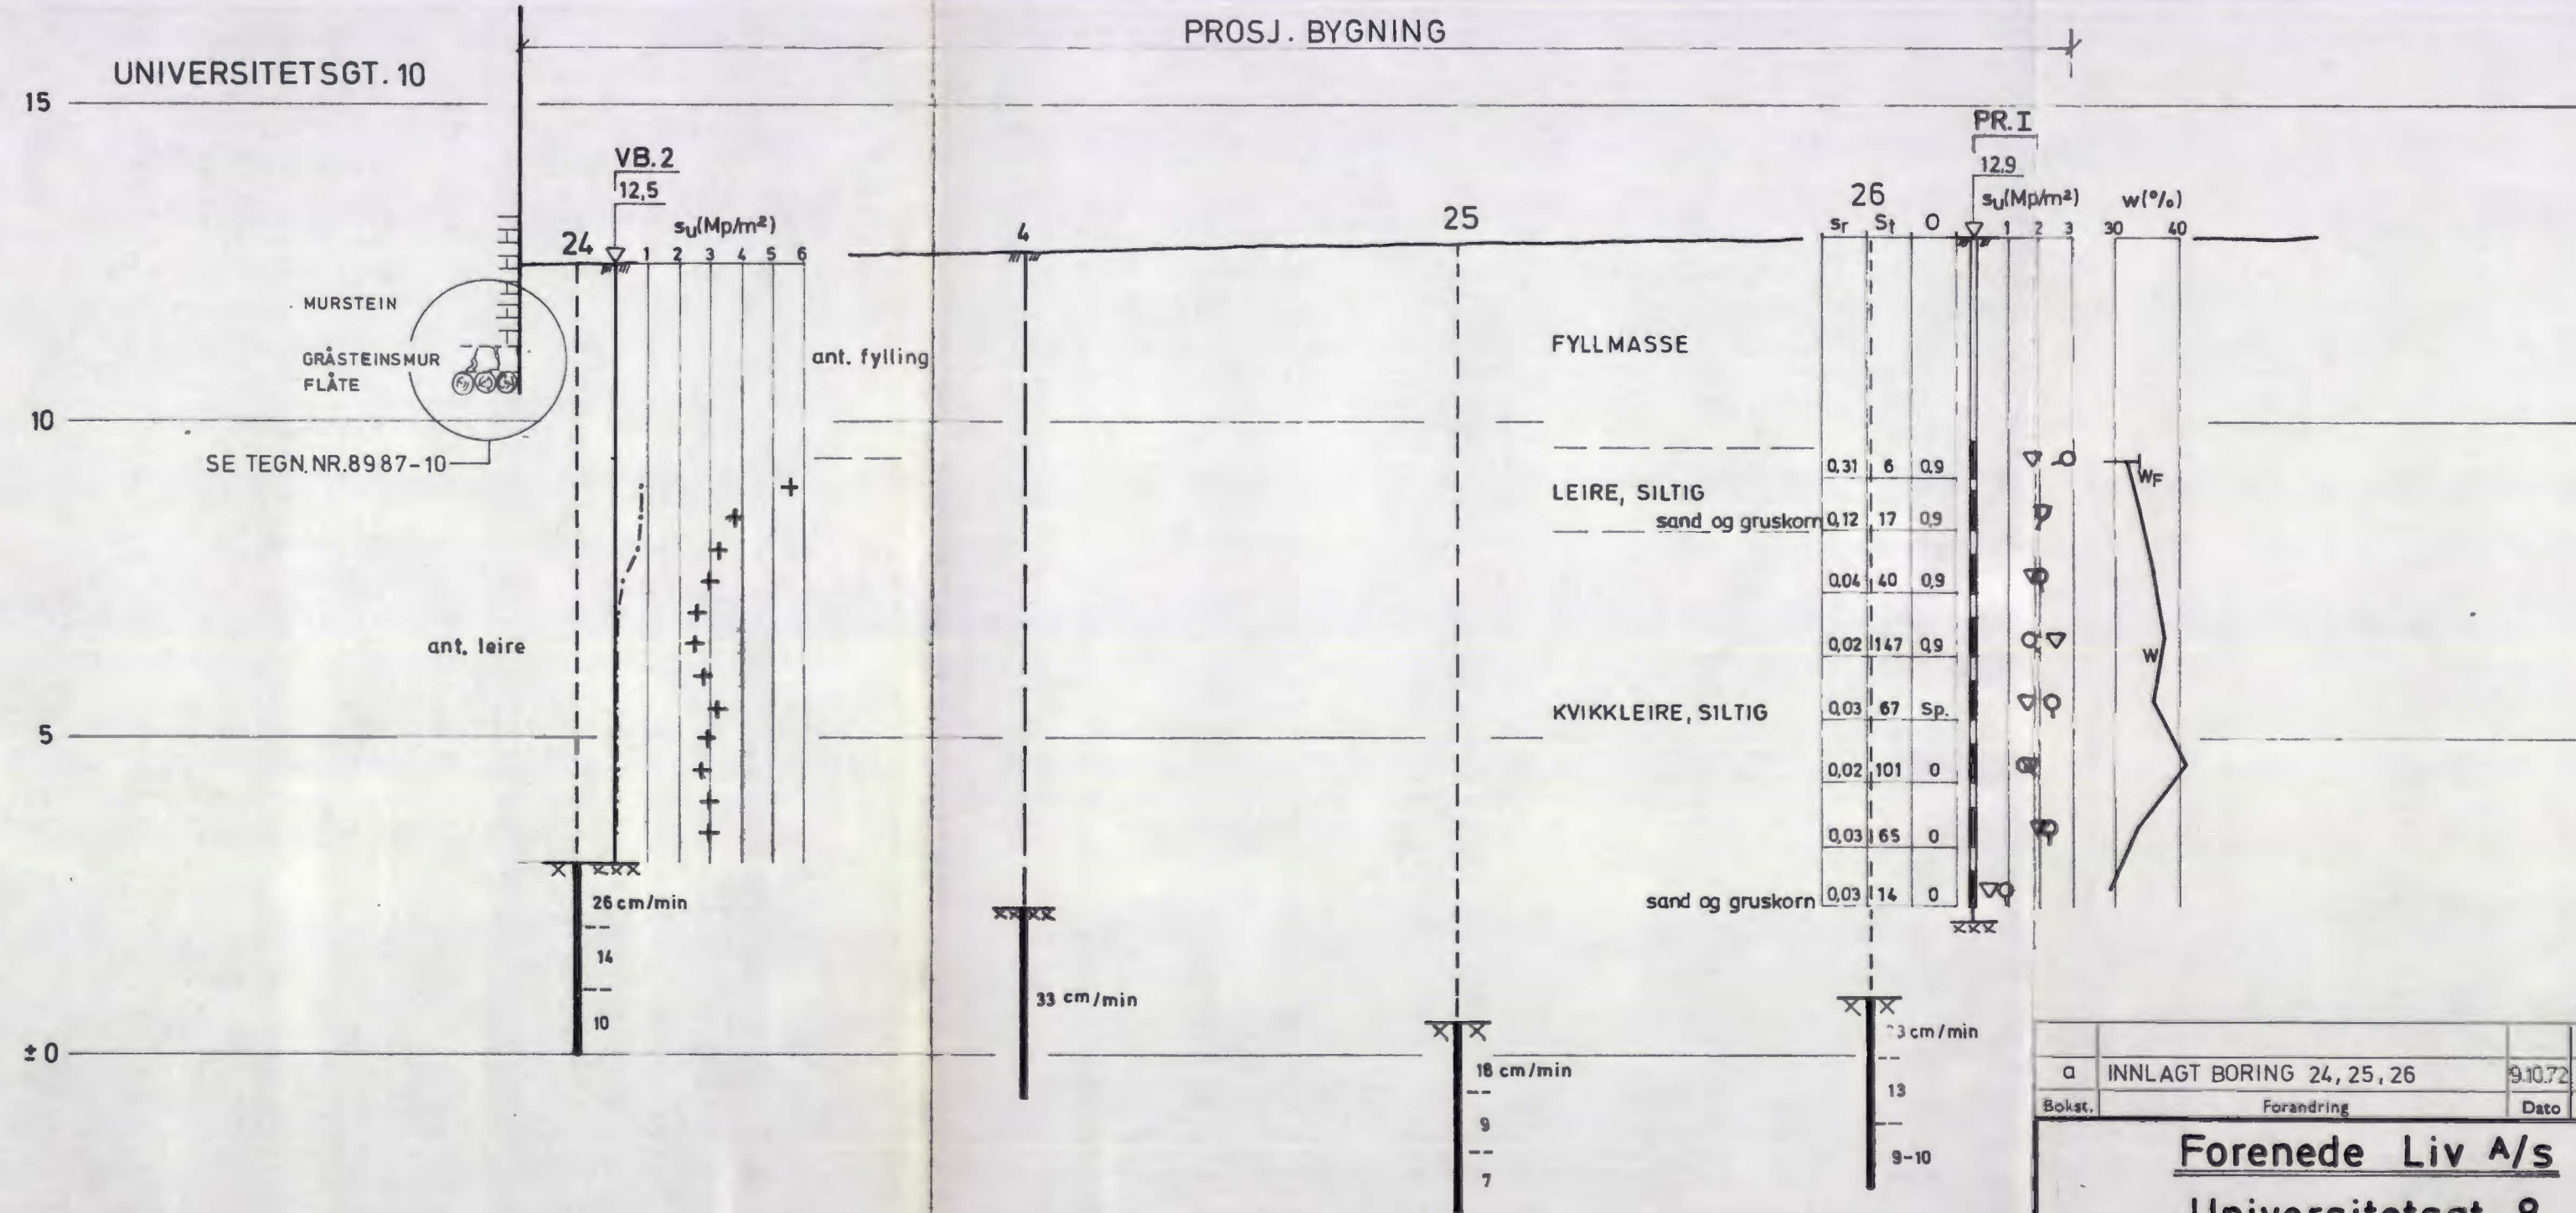 PROSJ. BYGNING
UNIVERSITETSGT. 10
15
PR. I
VB. 2
12,9
12,5
26
sᵤ(Mp/m²)
w(%)
24
sᵤ(Mp/m²)
4
25
Sr St O
1 2 3
30 40
1 2 3 4 5 6
MURSTEIN
GRÅSTEINSMUR
FLÅTE
ant. fylling
FYLLMASSE
10
SE TEGN.NR.8987-10
0,31 6 0,9
WF
LEIRE, SILTIG
sand og gruskorn 0,12 17 0,9
0,04 40 0,9
ant. leire
0,02 147 0,9
W
KVIKKLEIRE, SILTIG
0,03 67 Sp.
5
0,02 101 0
0,03 65 0
sand og gruskorn 0,03 14 0
26 cm/min
14
10
33 cm/min
3 cm/min
13
9-10
± 0
18 cm/min
9
7
a INNLAGT BORING 24, 25, 26 9.10.72
Bokst. Forandring Dato
Forenede Liv A/s
Universitetsgt. 8